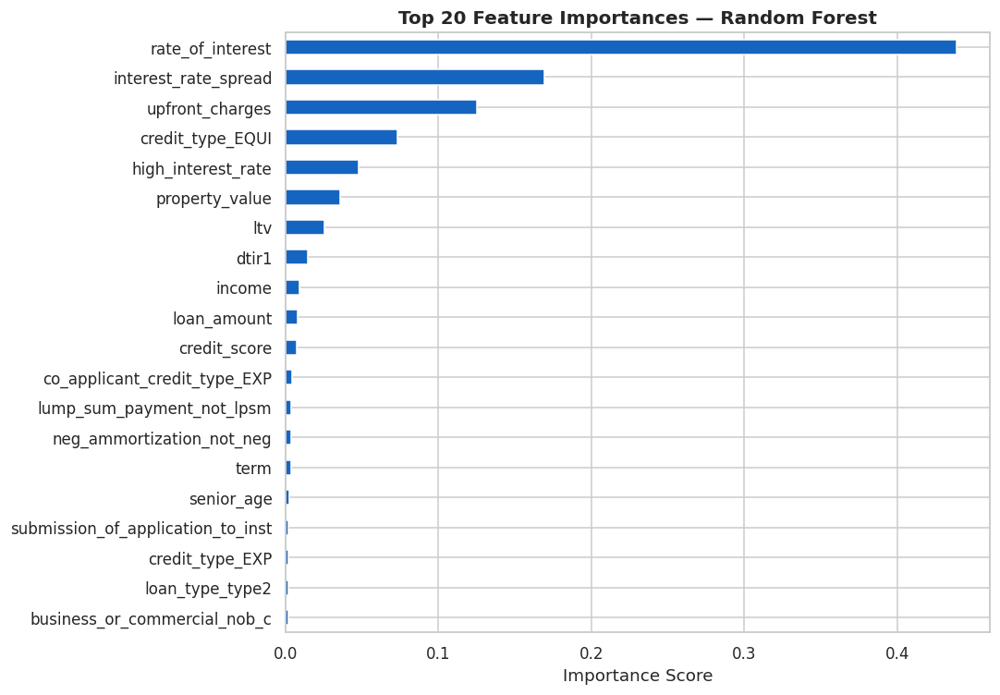 Top 20 Feature Importances — Random Forest
rate_of_interest
interest_rate_spread
upfront_charges
credit_type_EQUI
high_interest_rate
property_value
ltv
dtir1
income
loan_amount
credit_score
co_applicant_credit_type_EXP
lump_sum_payment_not_lpsm
neg_ammortization_not_neg
term
senior_age
submission_of_application_to_inst
credit_type_EXP
loan_type_type2
business_or_commercial_nob_c
0.0 0.1 0.2 0.3 0.4
Importance Score